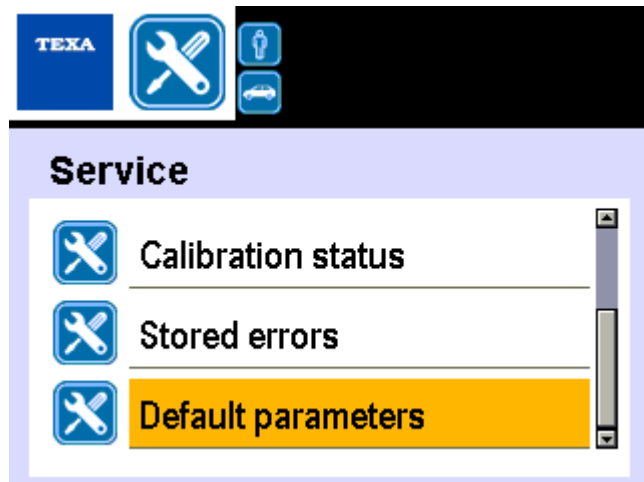 TEXA
Service
Calibration status
Stored errors
Default parameters